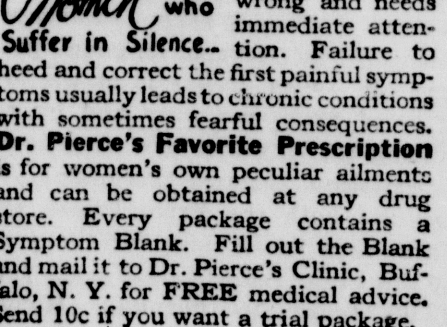 Women who wrong and needs
Suffer in Silence... immediate atten-
tion. Failure to
heed and correct the first painful symp-
toms usually leads to chronic conditions
with sometimes fearful consequences.
Dr. Pierce's Favorite Prescription
is for women's own peculiar ailments
and can be obtained at any drug
store. Every package contains a
Symptom Blank. Fill out the Blank
and mail it to Dr. Pierce's Clinic, Buf-
falo, N. Y. for FREE medical advice.
Send 10c if you want a trial package.